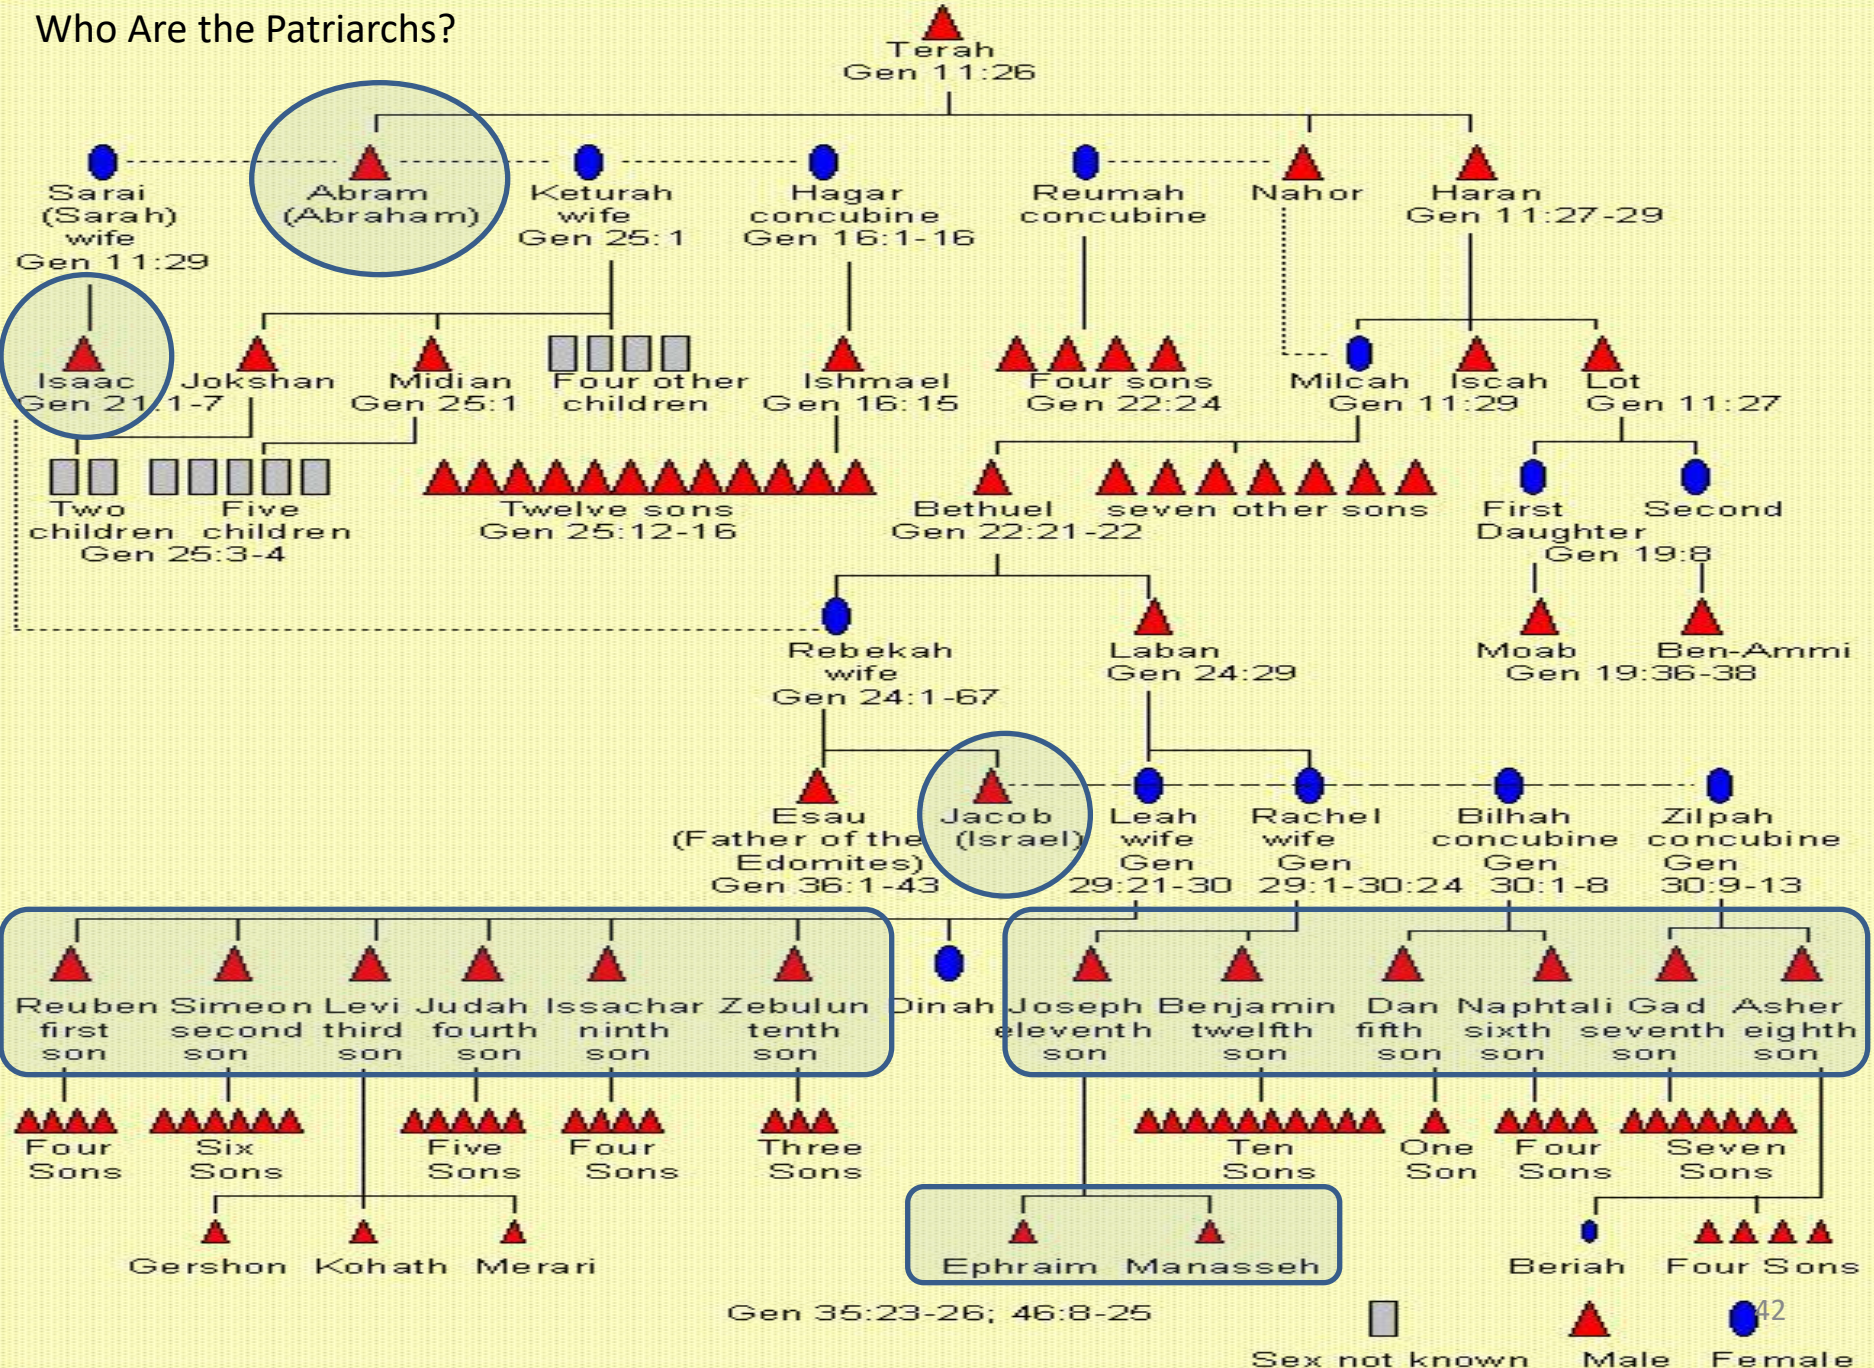 Who Are the Patriarchs?
Terah
Gen 11:26
Sarai
(Sarah)
wife
Gen 11:29
Abram
(Abraham)
Keturah
wife
Gen 25:1
Hagar
concubine
Gen 16:1-16
Reumah
concubine
Nahor
Haran
Gen 11:27-29
Isaac
Gen 21:1-7
Jokshan
Midian
Gen 25:1
Four other
children
Ishmael
Gen 16:15
Four sons
Gen 22:24
Milcah
Gen 11:29
Iscah
Lot
Gen 11:27
Two
children
Five
children
Gen 25:3-4
Twelve sons
Gen 25:12-16
Bethuel
Gen 22:21-22
seven other sons
First
Daughter
Second
Gen 19:8
Rebekah
wife
Gen 24:1-67
Laban
Gen 24:29
Moab
Ben-Ammi
Gen 19:36-38
Esau
(Father of the
Edomites)
Gen 36:1-43
Jacob
(Israel)
Leah
wife
Gen
29:21-30
Rachel
wife
Gen
29:1-30:24
Bilhah
concubine
Gen
30:1-8
Zilpah
concubine
Gen
30:9-13
Reuben
first
son
Simeon
second
son
Levi
third
son
Judah
fourth
son
Issachar
ninth
son
Zebulun
tenth
son
Dinah
Joseph
eleventh
son
Benjamin
twelfth
son
Dan
fifth
son
Naphtali
sixth
son
Gad
seventh
son
Asher
eighth
son
Four
Sons
Six
Sons
Five
Sons
Four
Sons
Three
Sons
Ten
Sons
One
Son
Four
Sons
Seven
Sons
Gershon
Kohath
Merari
Ephraim
Manasseh
Beriah
Four Sons
Gen 35:23-26; 46:8-25
42
Sex not known
Male
Female